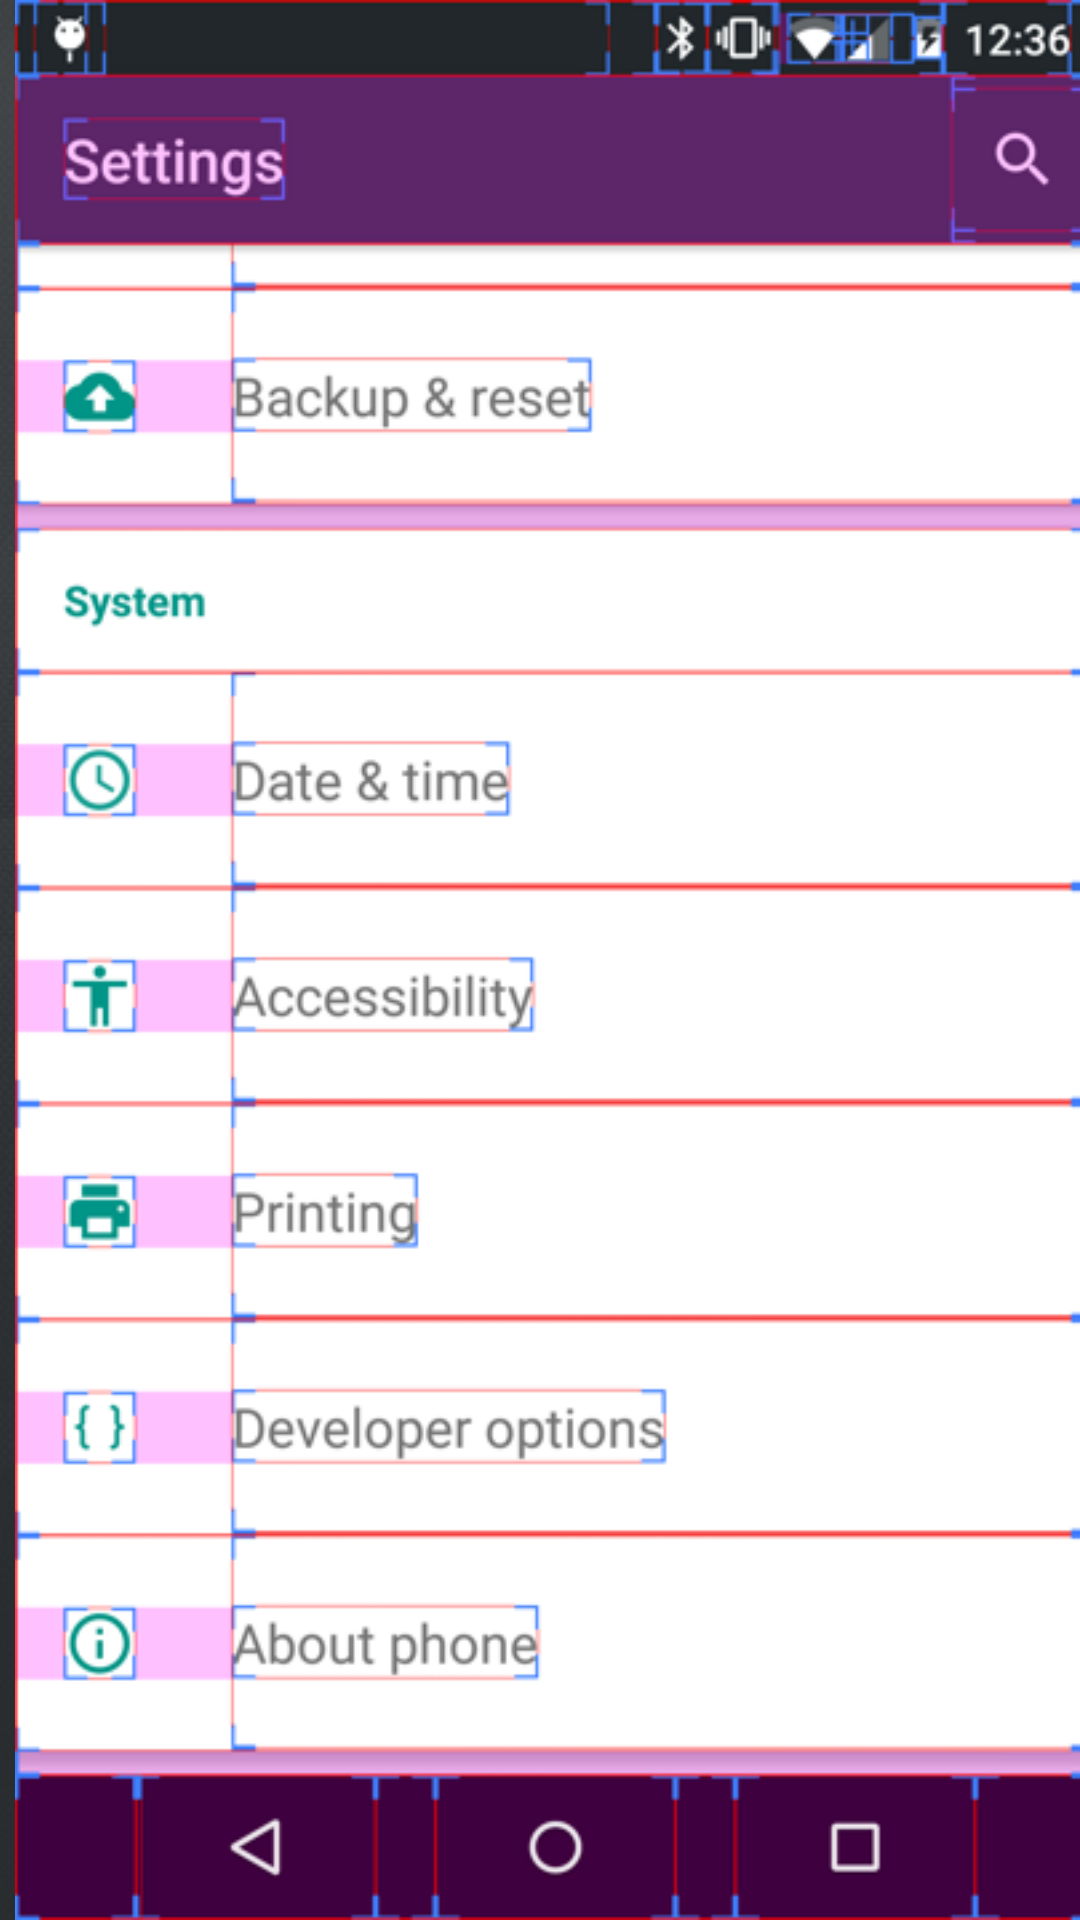 12:36
Settings
Backup & reset
System
Date & time
Accessibility
Printing
Developer options
About phone